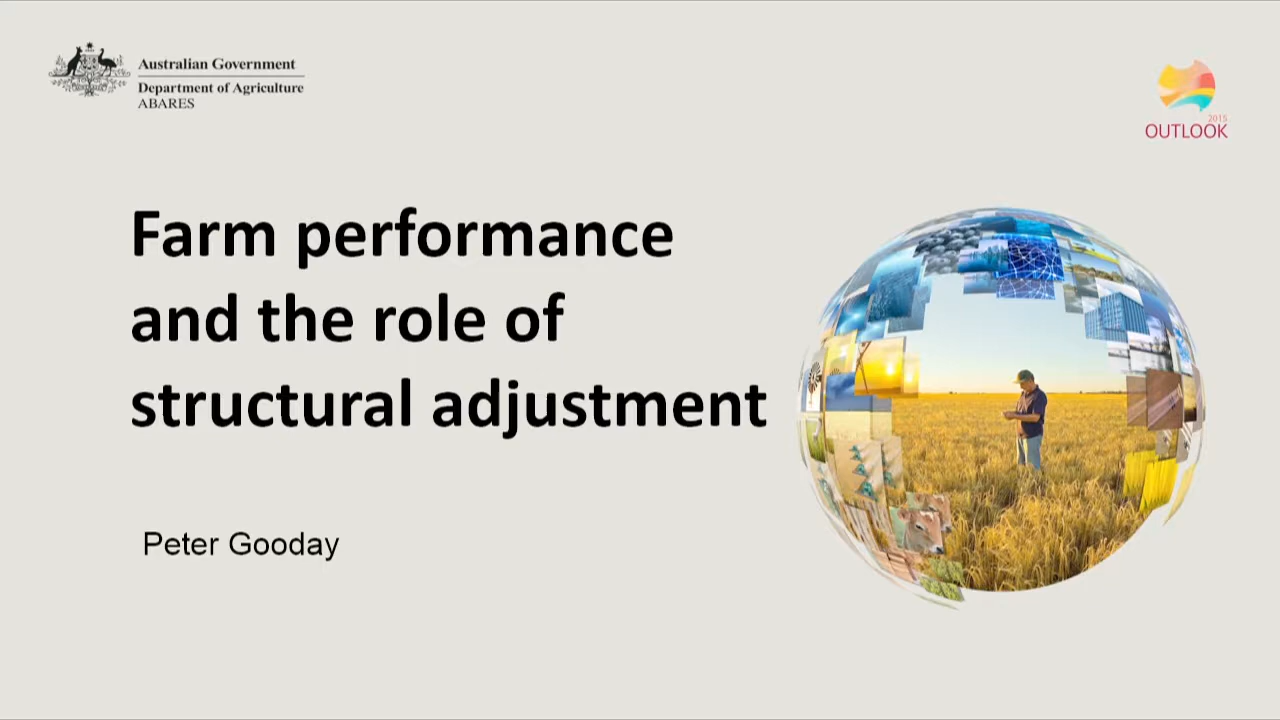 Australian Government
Department of Agriculture
ABARES
2015
OUTLOOK
Farm performance
and the role of
structural adjustment
Peter Gooday